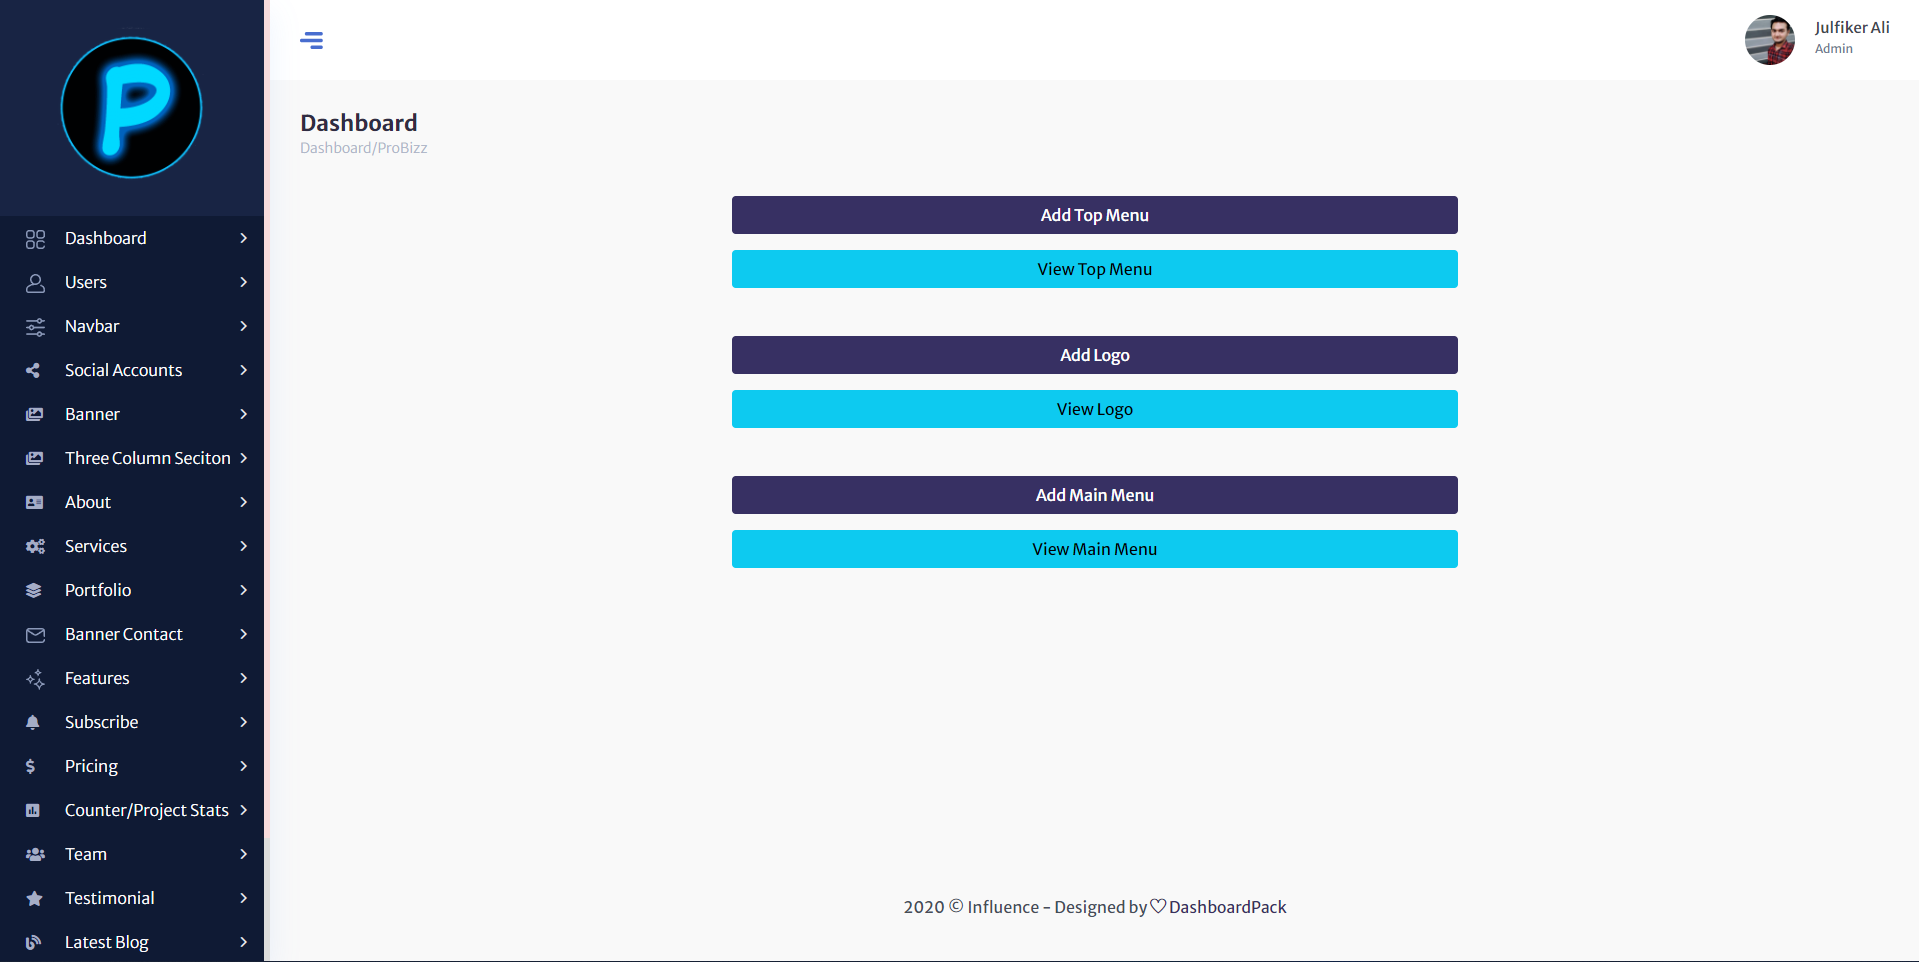 P
Dashboard
Users
Navbar
Social Accounts
Banner
Three Column Seciton
About
Services
Portfolio
Banner Contact
Features
Subscribe
Pricing
Counter/Project Stats
Team
Testimonial
Latest Blog
Julfiker Ali
Admin
Dashboard
Dashboard/ProBizz
Add Top Menu
View Top Menu
Add Logo
View Logo
Add Main Menu
View Main Menu
2020 © Influence - Designed by ♡ DashboardPack